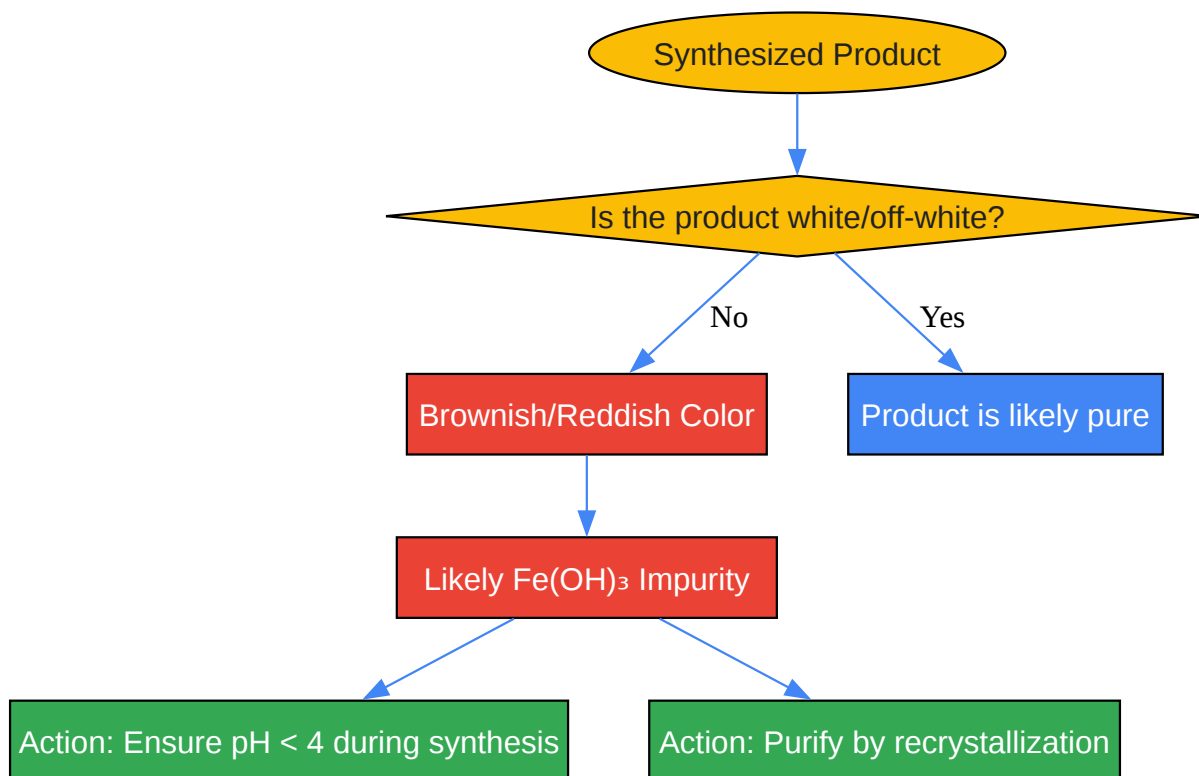 Synthesized Product
Is the product white/off-white?
No
Yes
Brownish/Reddish Color
Product is likely pure
Likely Fe(OH)₃ Impurity
Action: Ensure pH < 4 during synthesis
Action: Purify by recrystallization